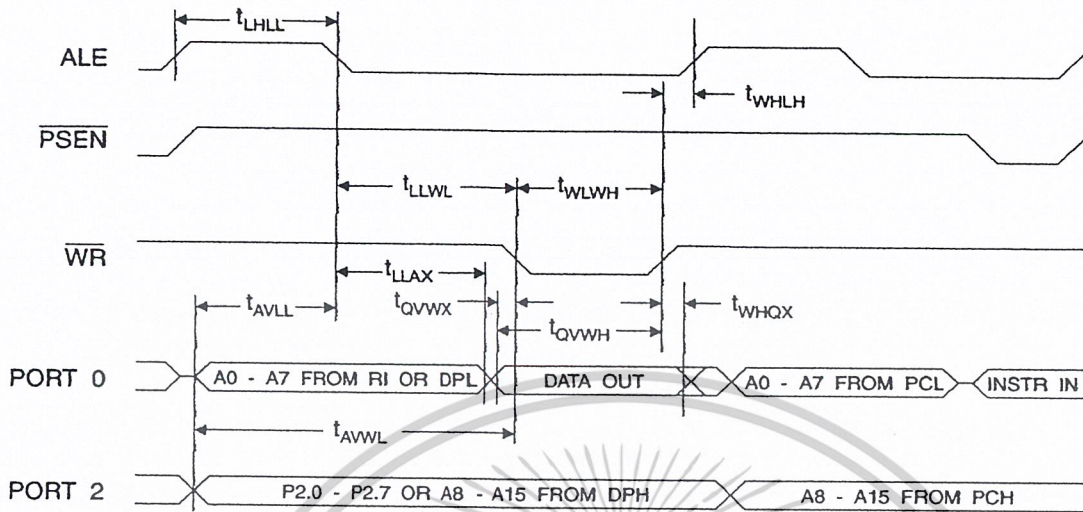 tLHLL
ALE
tWHLH
PSEN
tLLWL
tWLWH
WR
tLLAX
tAVLL
tQVWX
tWHQX
tQVWH
PORT 0
A0 - A7 FROM RI OR DPL
DATA OUT
A0 - A7 FROM PCL
INSTR IN
tAVWL
PORT 2
P2.0 - P2.7 OR A8 - A15 FROM DPH
A8 - A15 FROM PCH